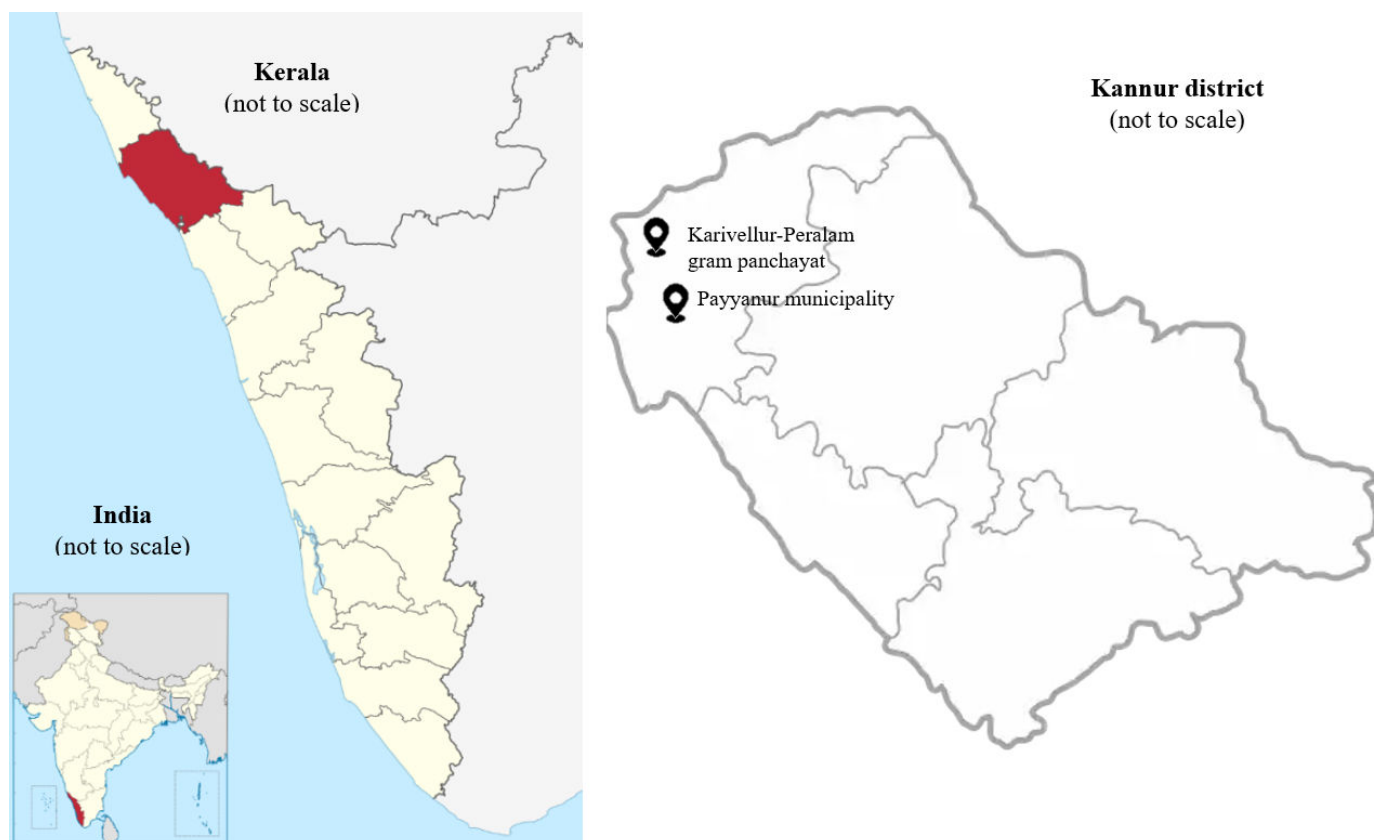 Kerala
(not to scale)
India
(not to scale)
Kannur district
(not to scale)
Karivellur-Peralam
gram panchayat
Payyanur municipality